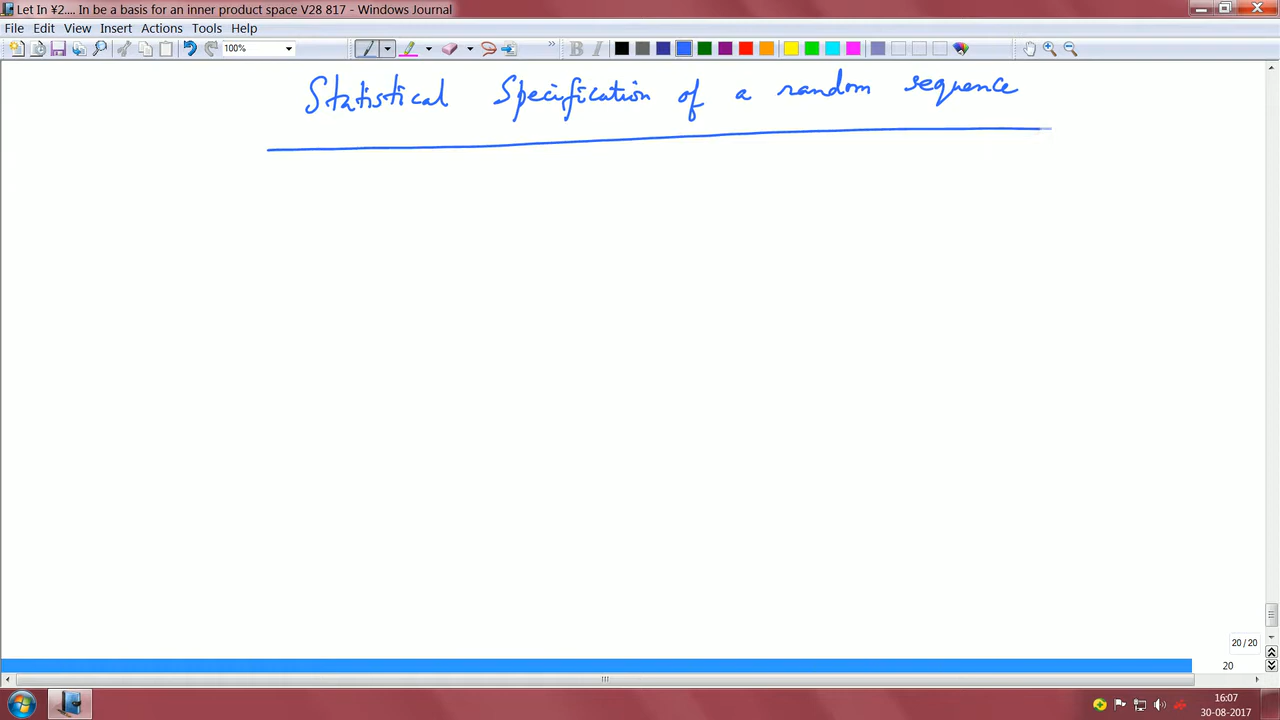 Let In ¥2.... In be a basis for an inner product space V28 817 - Windows Journal
File Edit View Insert Actions Tools Help
100%
Statistical Specification of a random sequence
20 / 20
20
16:07
30-08-2017